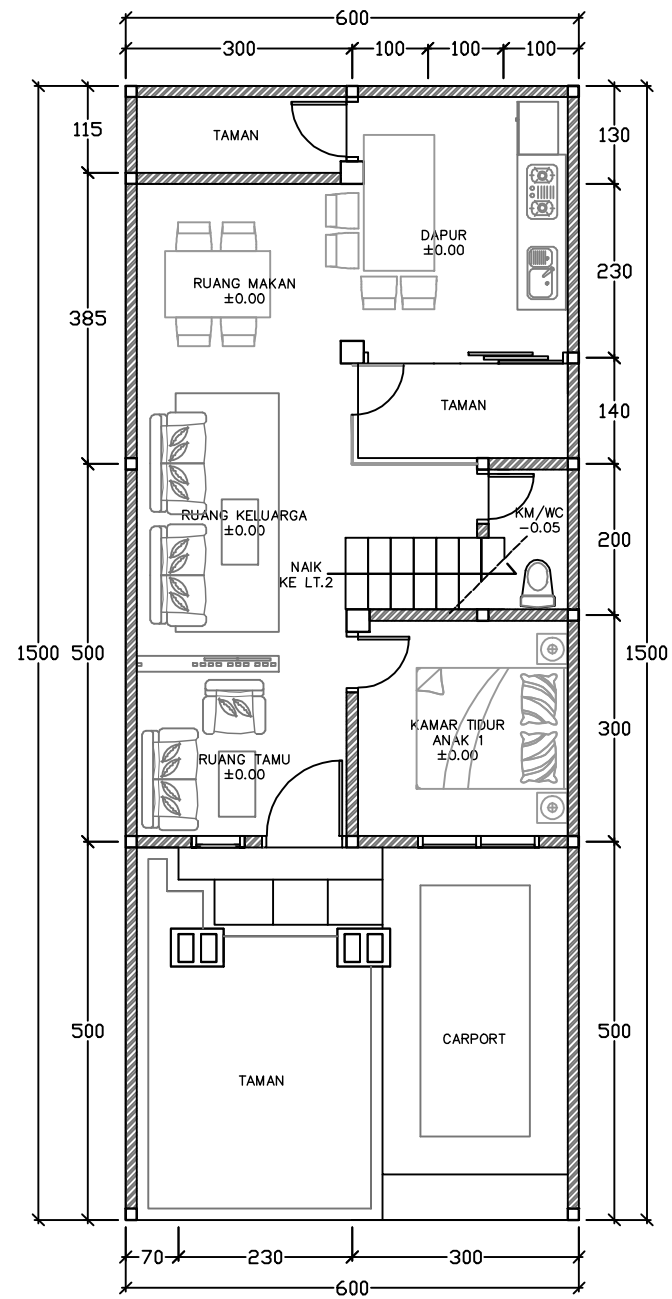 600
300
100
100
100
115
TAMAN
130
DAPUR
±0.00
RUANG MAKAN
±0.00
230
385
TAMAN
140
RUANG KELUARGA
±0.00
KM/WC
-0.05
200
NAIK
KE LT.2
1500
500
1500
KAMAR TIDUR
ANAK 1
±0.00
300
RUANG TAMU
±0.00
500
500
CARPORT
TAMAN
70
230
300
600